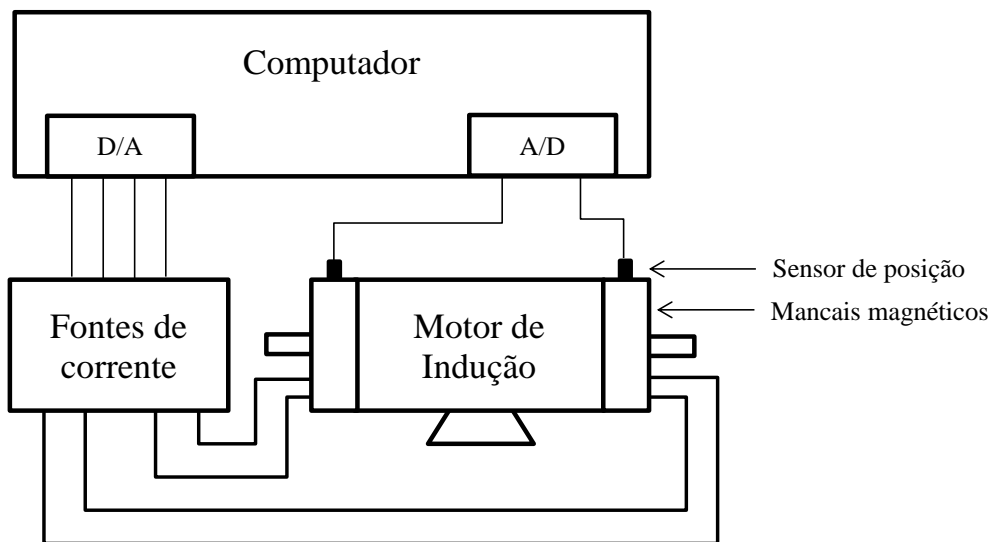 Computador
D/A
A/D
Sensor de posição
Mancais magnéticos
Fontes de
corrente
Motor de
Indução